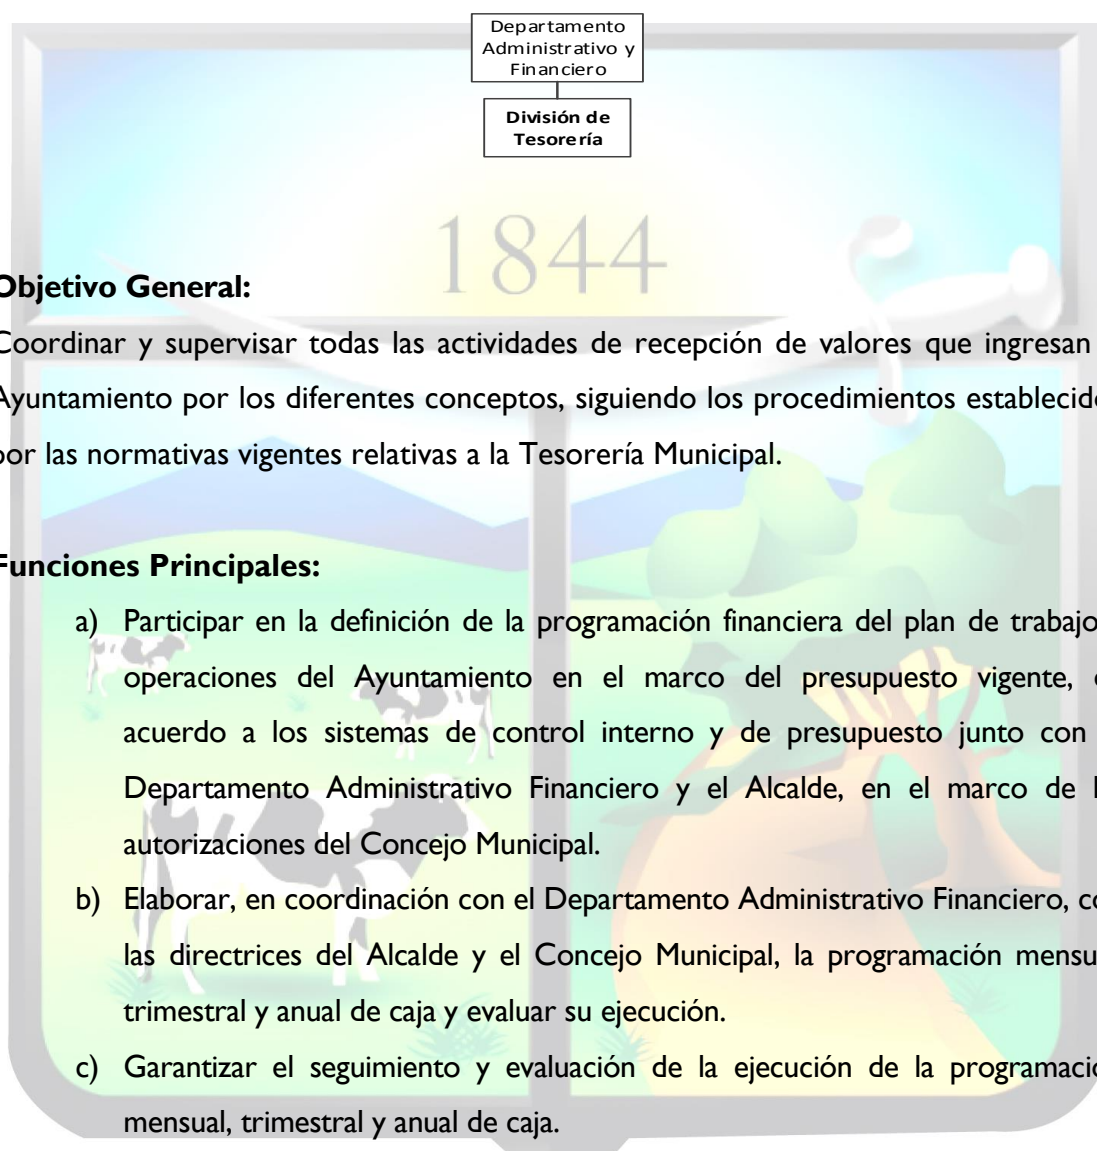 Departamento
Administrativo y
Financiero
División de
Tesorería
1844
Objetivo General:
Coordinar y supervisar todas las actividades de recepción de valores que ingresan
Ayuntamiento por los diferentes conceptos, siguiendo los procedimientos establecido
por las normativas vigentes relativas a la Tesorería Municipal.
Funciones Principales:
a) Participar en la definición de la programación financiera del plan de trabajo
operaciones del Ayuntamiento en el marco del presupuesto vigente,
acuerdo a los sistemas de control interno y de presupuesto junto con
Departamento Administrativo Financiero y el Alcalde, en el marco de
autorizaciones del Concejo Municipal.
b) Elaborar, en coordinación con el Departamento Administrativo Financiero, co
las directrices del Alcalde y el Concejo Municipal, la programación mensu
trimestral y anual de caja y evaluar su ejecución.
c) Garantizar el seguimiento y evaluación de la ejecución de la programació
mensual, trimestral y anual de caja.